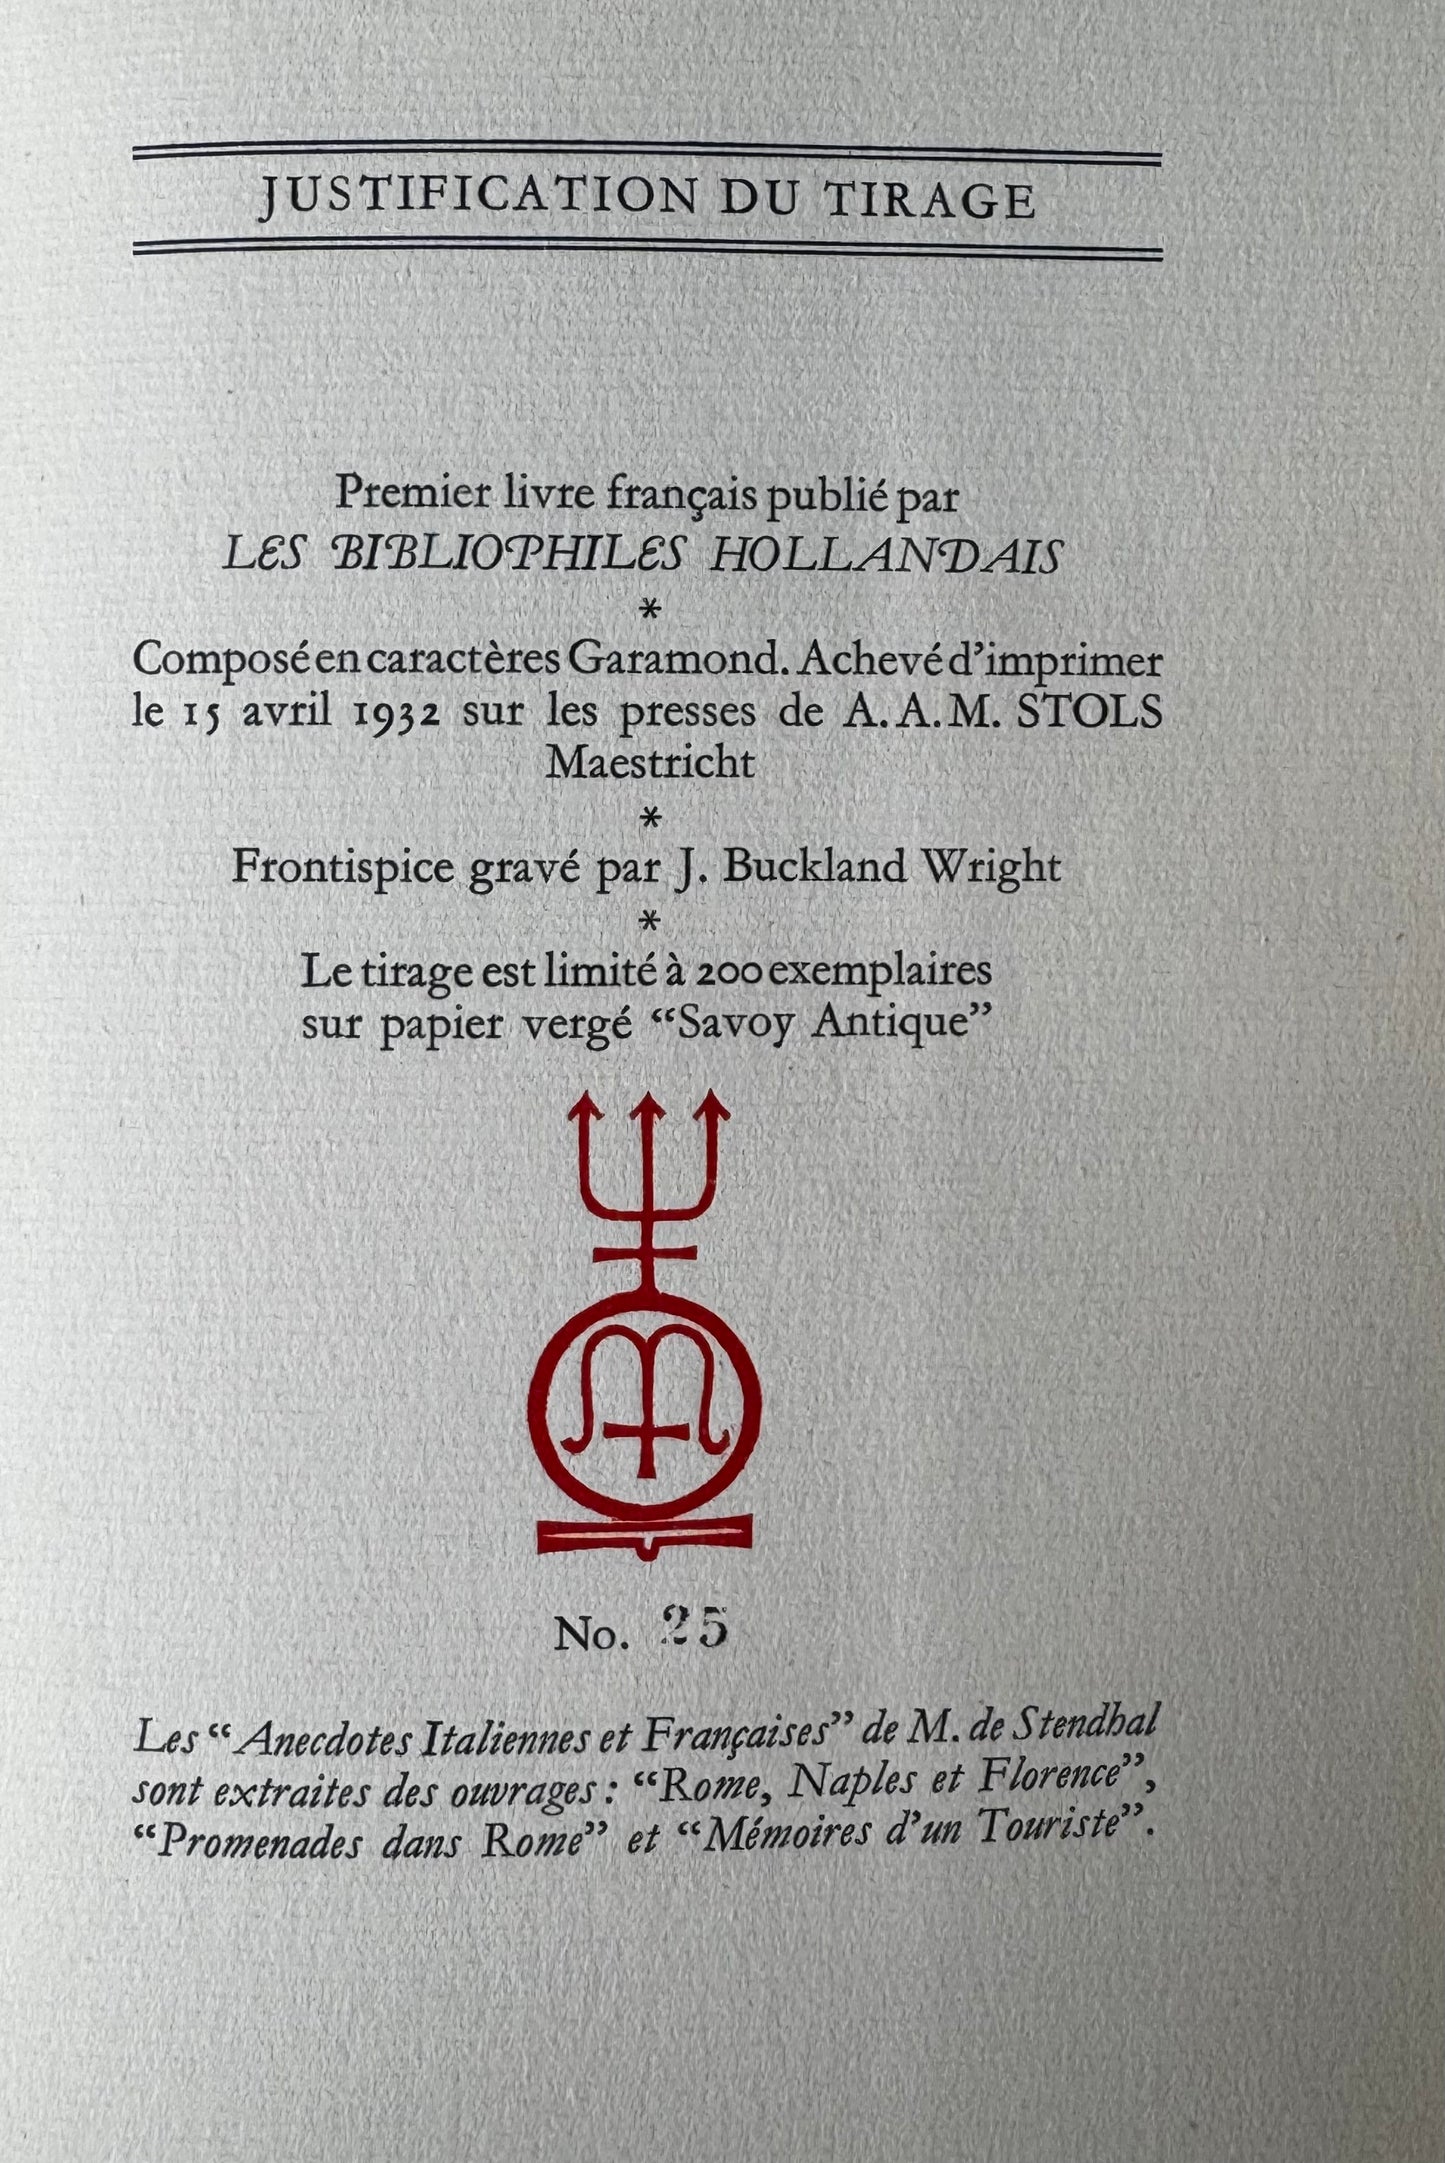 JUSTIFICATION DU TIRAGE
Premier livre français publié par
LES BIBLIOPHILES HOLLANDAIS
*
Composé en caractères Garamond. Achevé d’imprimer
le 15 avril 1932 sur les presses de A.A.M. STOLS
Maestricht
*
Frontispice gravé par J. Buckland Wright
*
Le tirage est limité à 200 exemplaires
sur papier vergé “Savoy Antique”
M
No. 25
Les “Anecdotes Italiennes et Françaises” de M. de Stendhal
sont extraites des ouvrages : “Rome, Naples et Florence”,
“Promenades dans Rome” et “Mémoires d’un Touriste”.